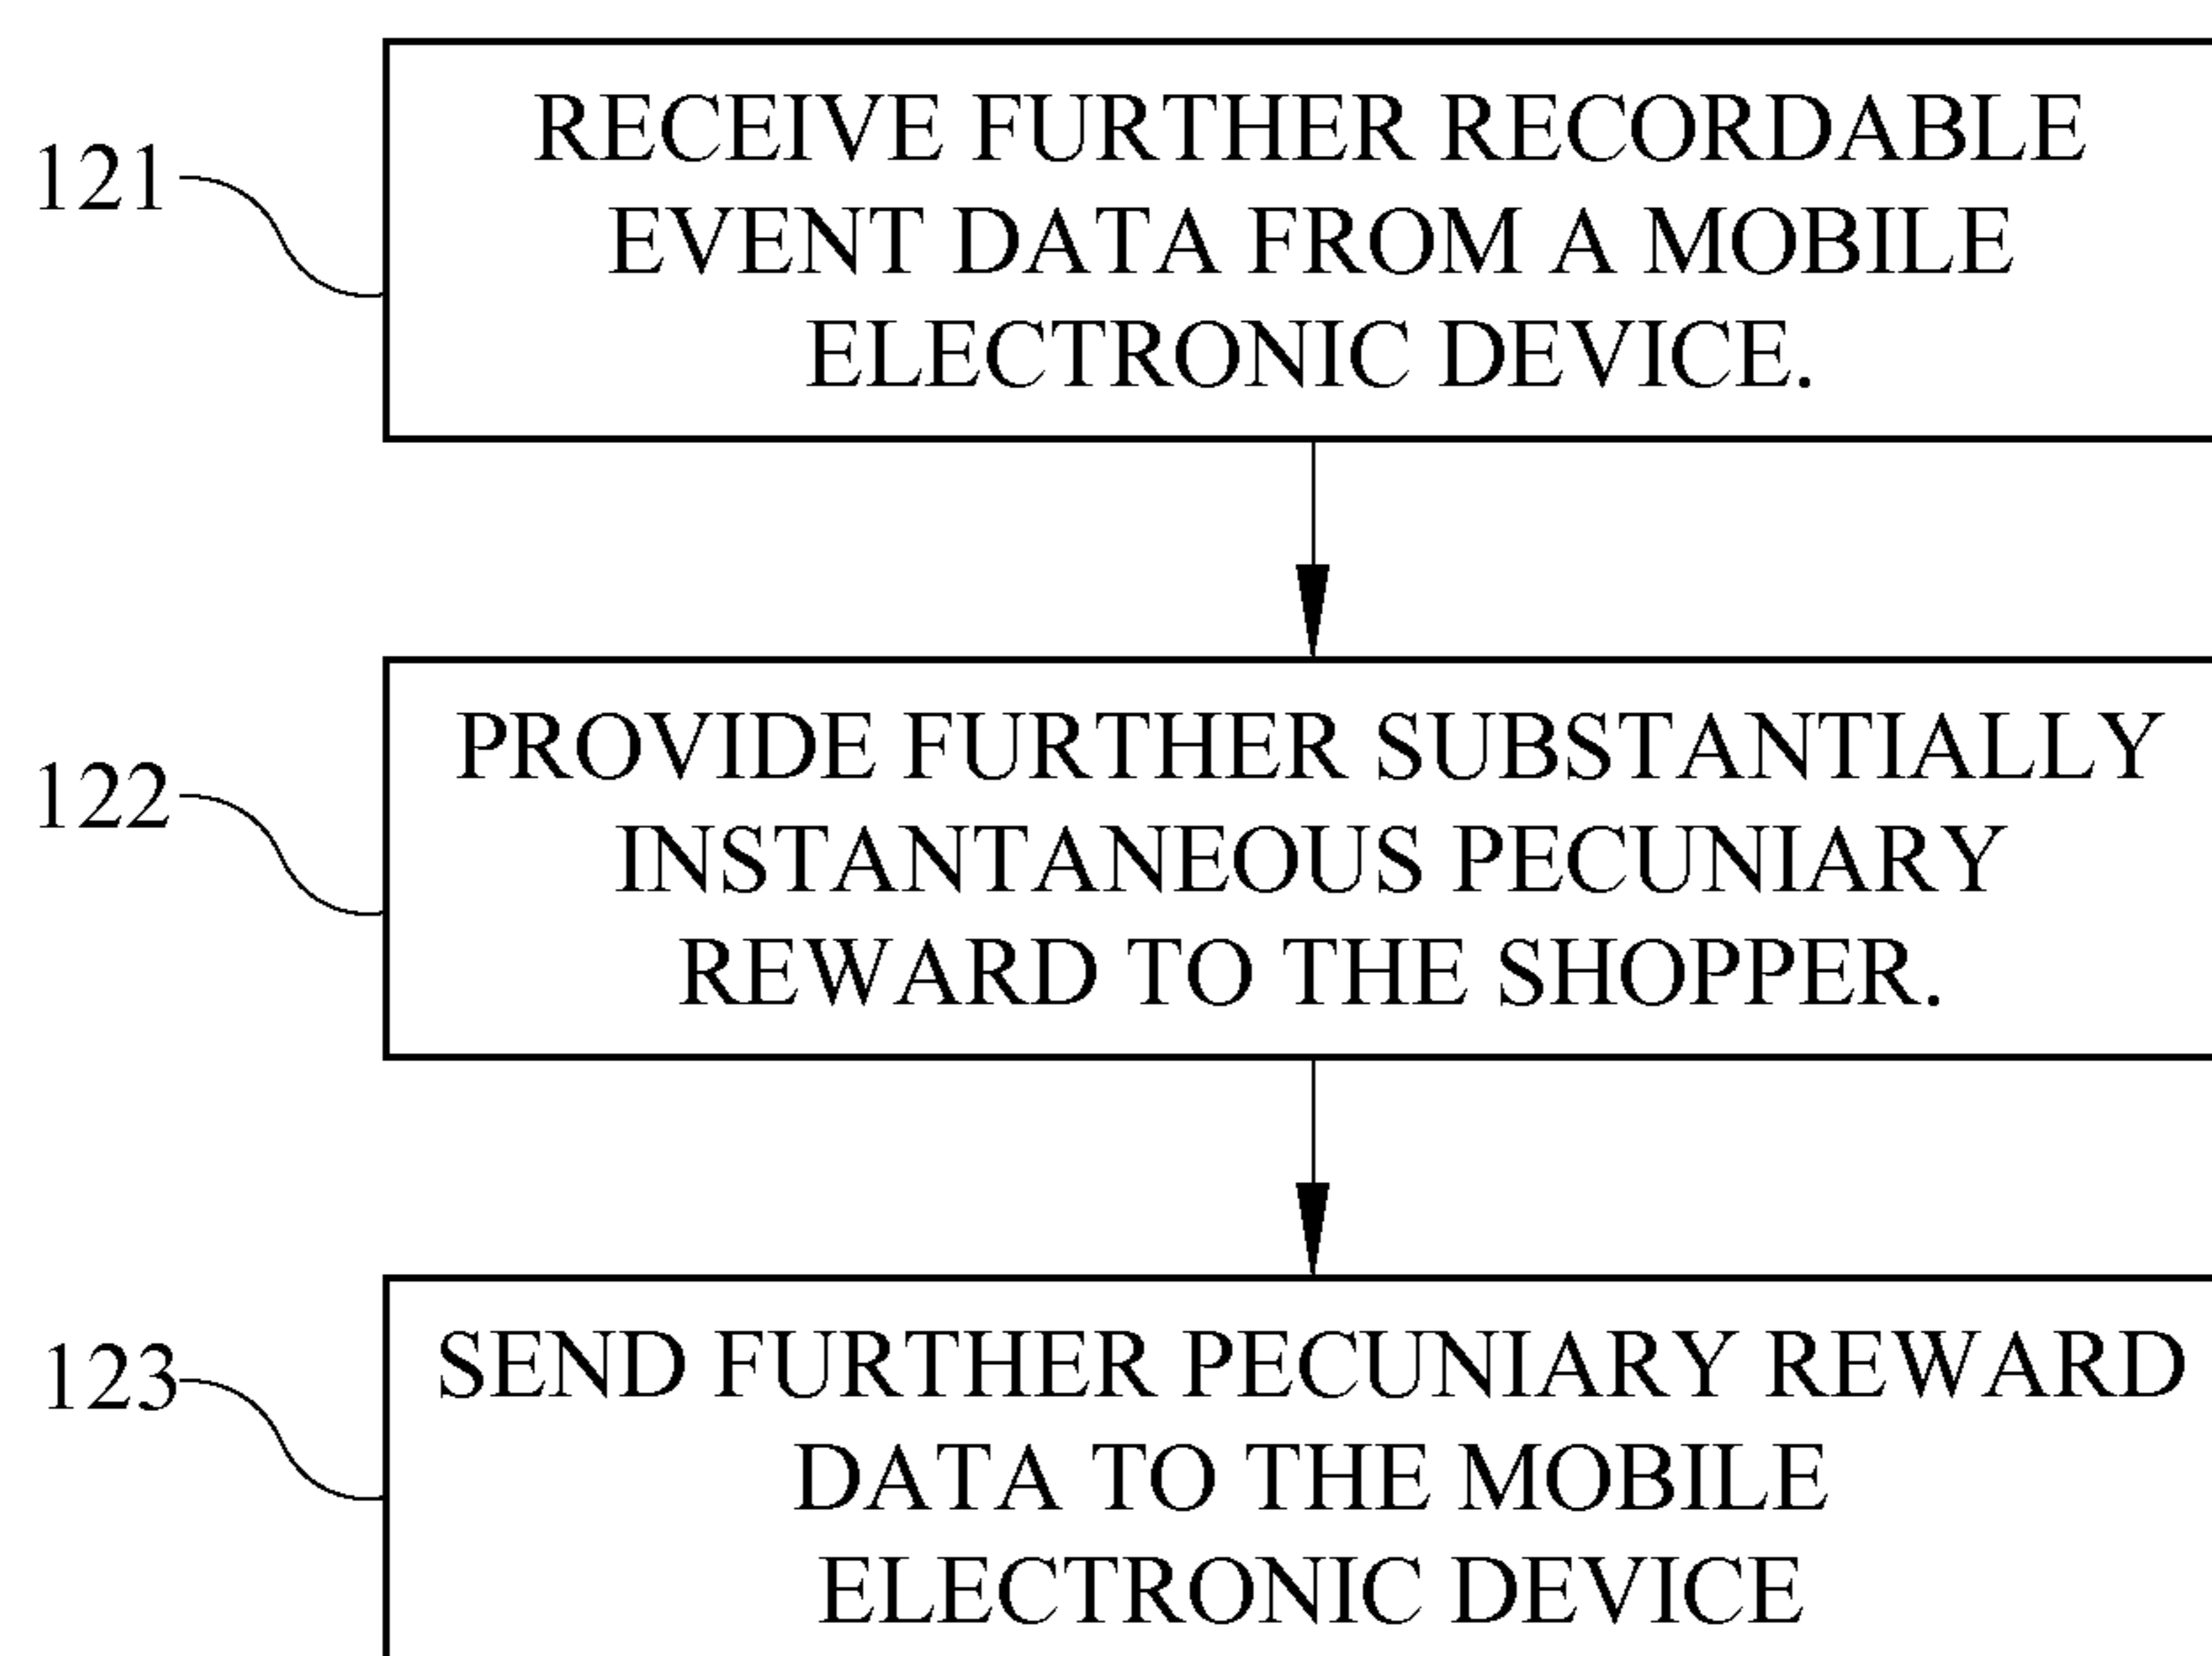 121
RECEIVE FURTHER RECORDABLE
EVENT DATA FROM A MOBILE
ELECTRONIC DEVICE.
122
PROVIDE FURTHER SUBSTANTIALLY
INSTANTANEOUS PECUNIARY
REWARD TO THE SHOPPER.
123
SEND FURTHER PECUNIARY REWARD
DATA TO THE MOBILE
ELECTRONIC DEVICE